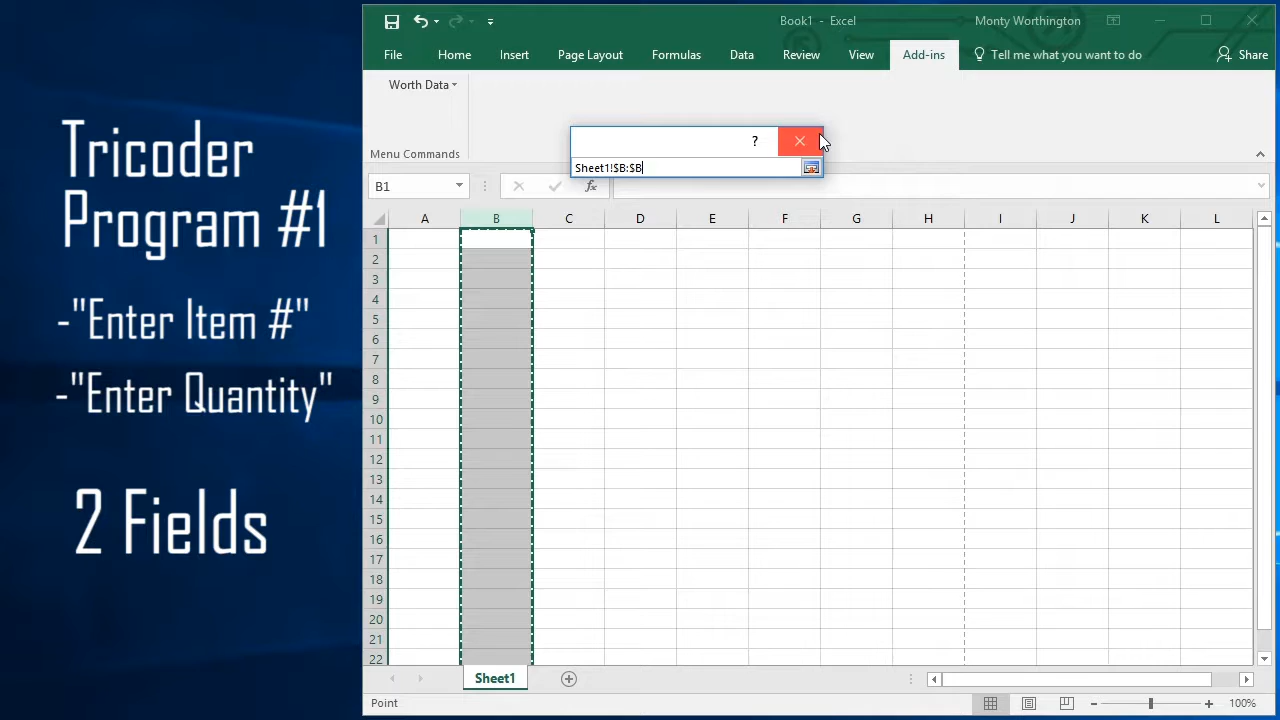 Tricoder
Program #1
-"Enter Item #"
-"Enter Quantity"
2 Fields
Book1 - Excel
Monty Worthington
File Home Insert Page Layout Formulas Data Review View Add-ins Tell me what you want to do Share
Worth Data
Menu Commands
?
Sheet1!$B:$B
B1
fx
A B C D E F G H I J K L
1
2
3
4
5
6
7
8
9
10
11
12
13
14
15
16
17
18
19
20
21
22
Sheet1
Point
100%